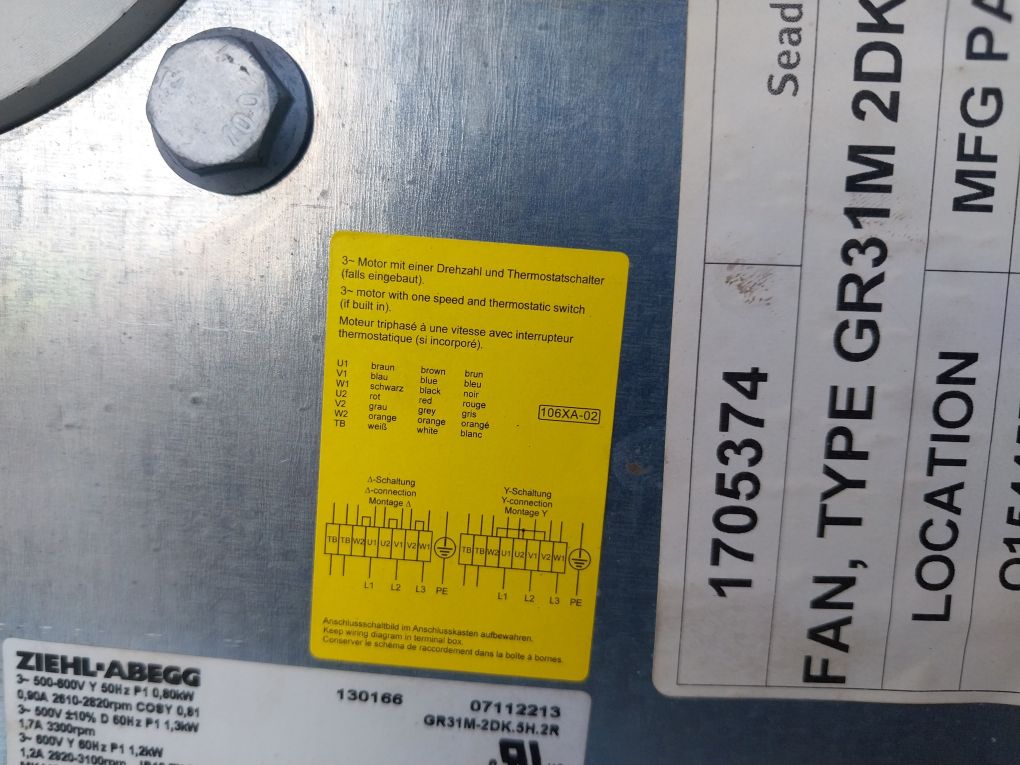 3~ Motor mit einer Drehzahl und Thermostatschalter
(falls eingebaut).
3~ motor with one speed and thermostatic switch
(if built in).
Moteur triphasé à une vitesse avec interrupteur
thermostatique (si incorporé).
U1 braun brown brun
V1 blau blue bleu
W1 schwarz black noir
U2 rot red rouge
V2 grau grey gris
W2 orange orange orangé
TB weiß white blanc
106XA-02
Δ-Schaltung
Δ-connection
Montage Δ
Y-Schaltung
Y-connection
Montage Y
TB TB W2 U1 U2 V1 V2 W1
TB TB W2 U1 U2 V1 V2 W1
L1 L2 L3 PE
L1 L2 L3 PE
Anschlussschaltbild im Anschlusskasten aufbewahren.
Keep wiring diagram in terminal box.
Conserver le schéma de raccordement dans la boîte à bornes.
ZIEHL-ABEGG
3~ 500-600V Y 50Hz P1 0,80kW
0,90A 2610-2820rpm COSY 0,81
3~ 500V ±10% D 60Hz P1 1,3kW
1,7A 3300rpm
3~ 600V Y 60Hz P1 1,2kW
1,2A 2820-3100rpm
130166
07112213
GR31M-2DK.5H.2R
1705374
Sead
FAN, TYPE GR31M 2DK
LOCATION
MFG PA